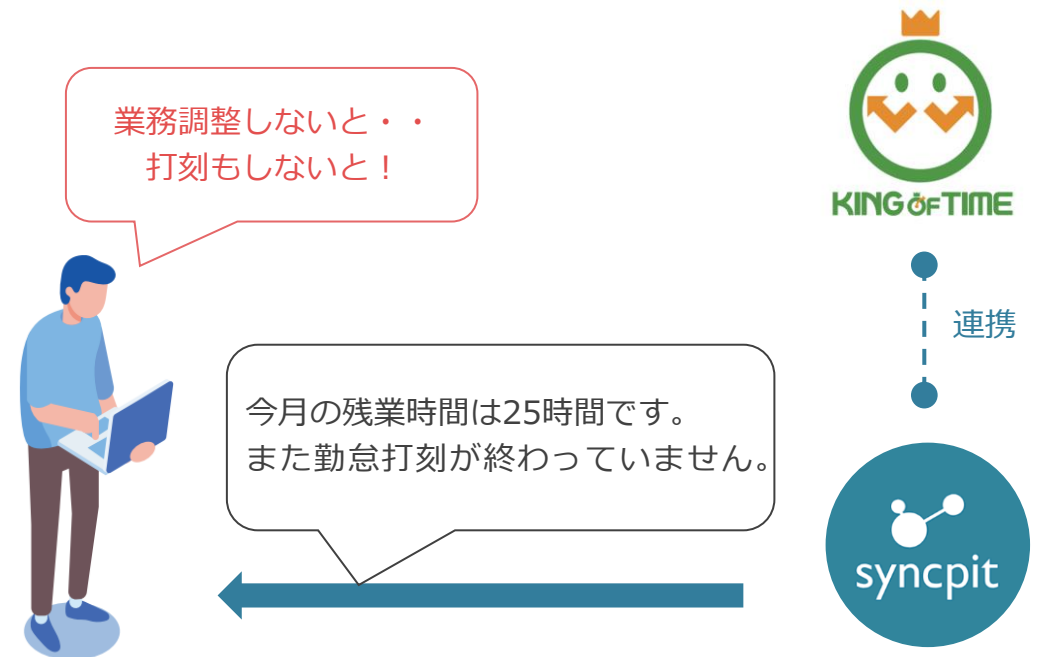 業務調整しないと・・
打刻もしないと！
KING OF TIME
連携
今月の残業時間は25時間です。
また勤怠打刻が終わっていません。
syncpit